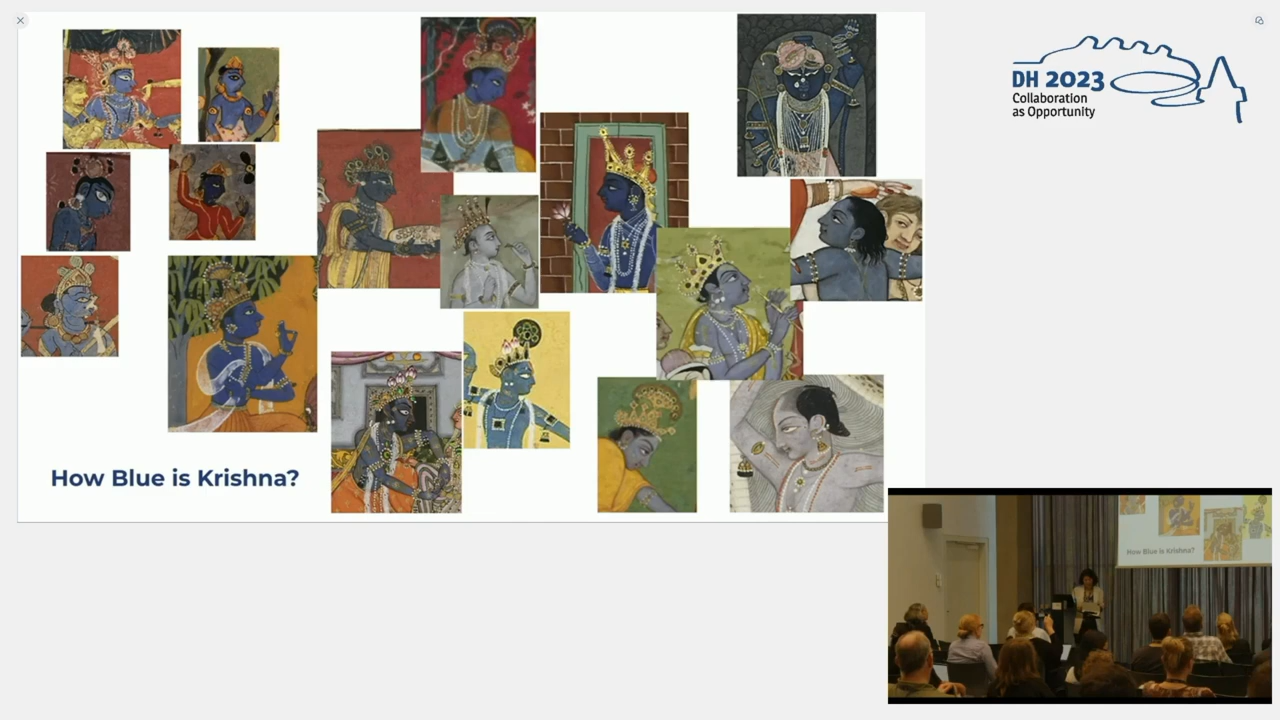 How Blue is Krishna?
DH 2023
Collaboration
as Opportunity
How Blue is Krishna?